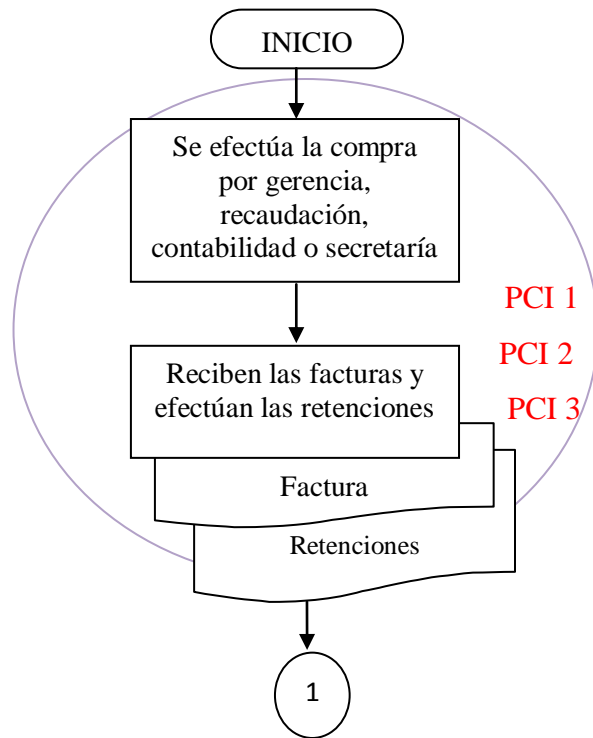 INICIO
Se efectúa la compra
por gerencia,
recaudación,
contabilidad o secretaría
PCI 1
PCI 2
Reciben las facturas y
efectúan las retenciones
PCI 3
Factura
Retenciones
1